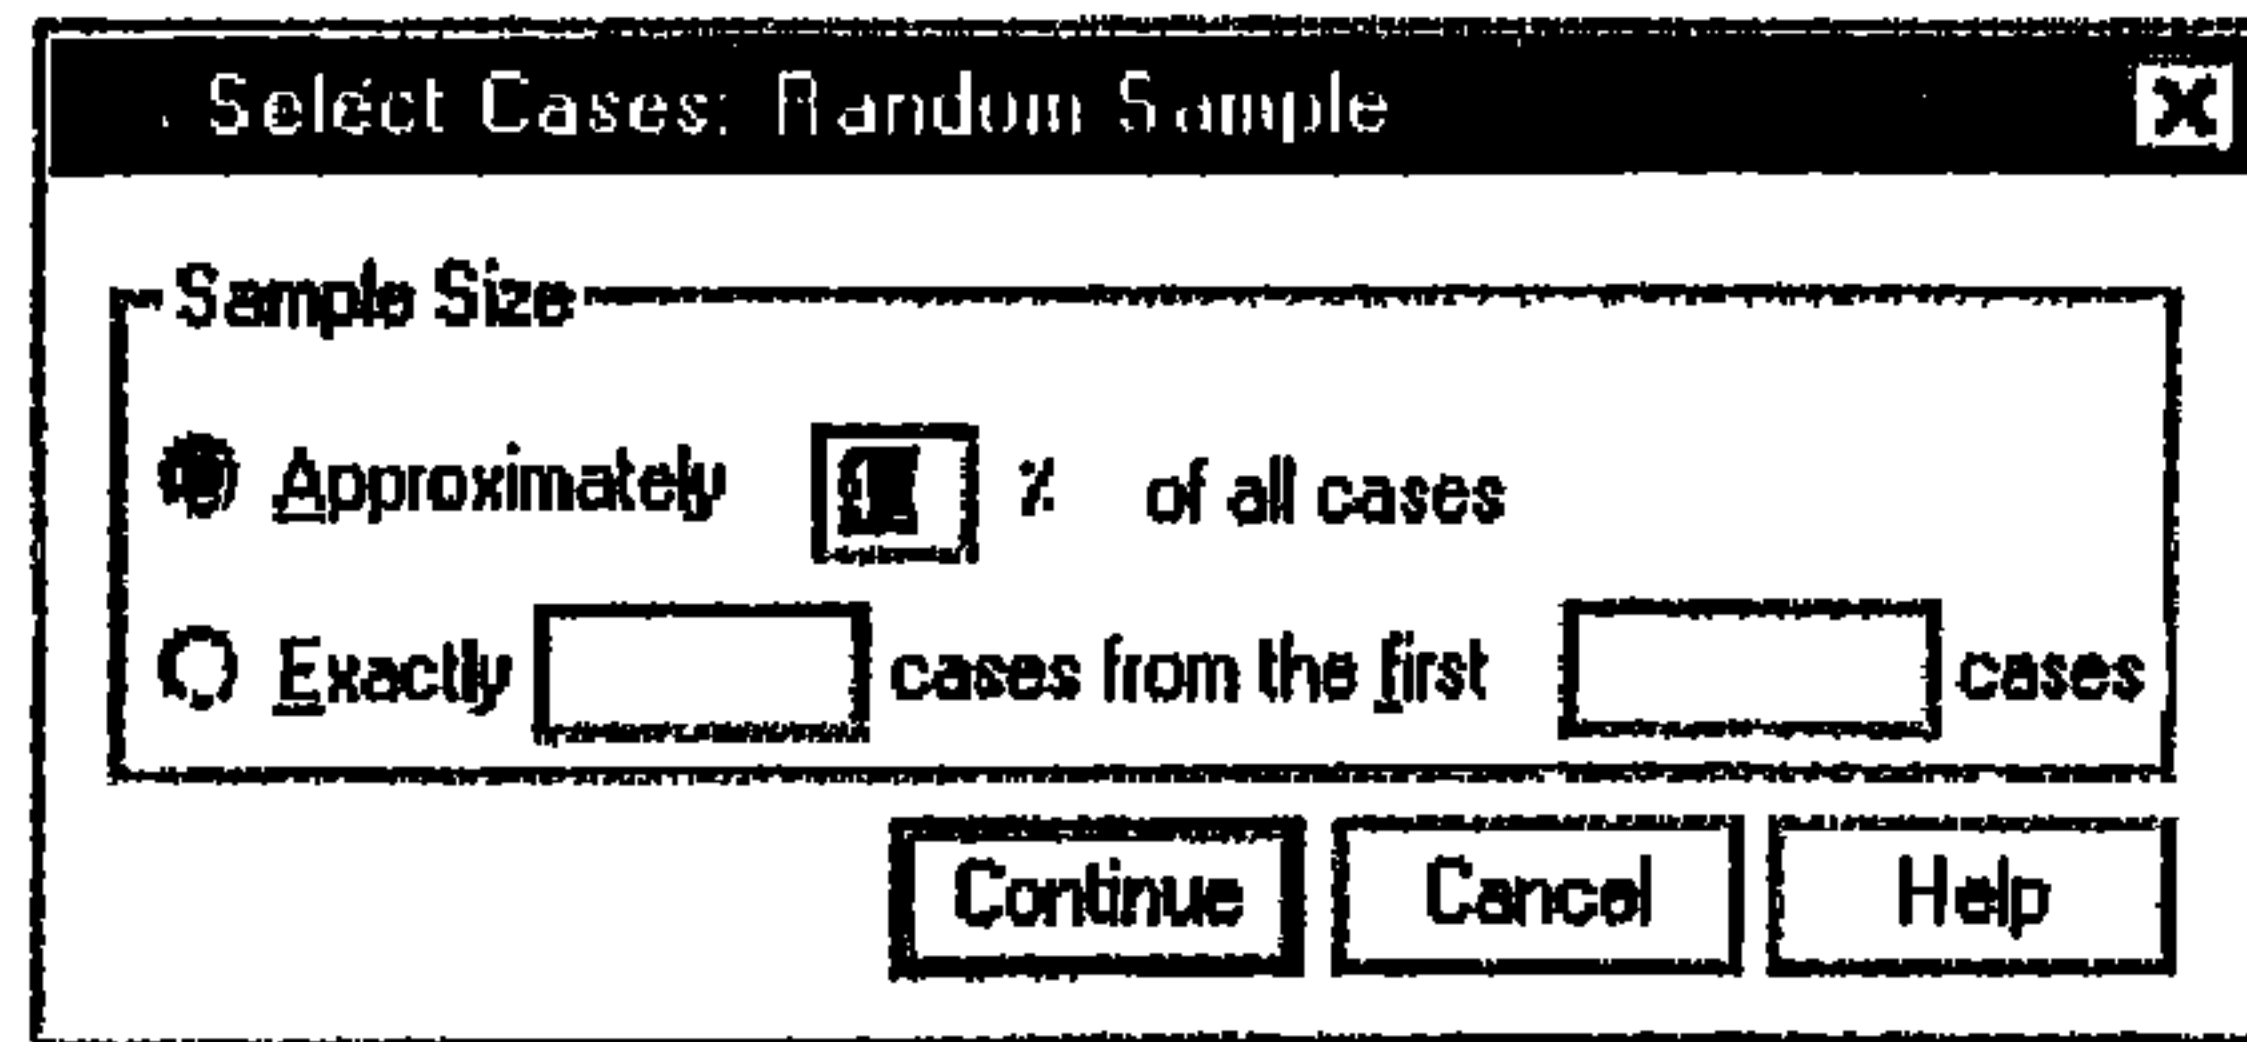 Select Cases: Random Sample
Sample Size
Approximately % of all cases
Exactly cases from the first cases
Continue Cancel Help